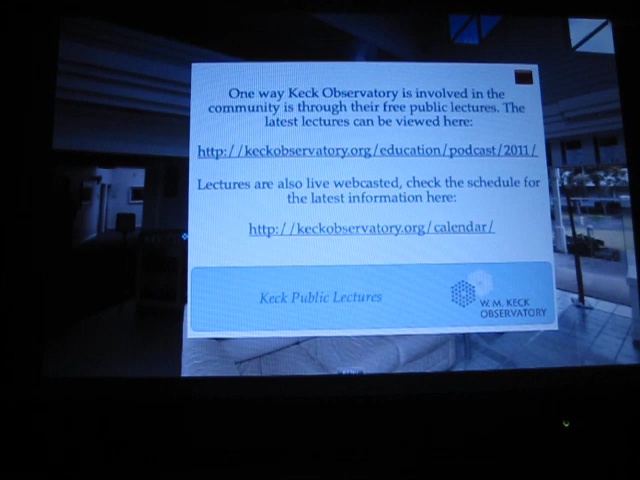 One way Keck Observatory is involved in the
community is through their free public lectures. The
latest lectures can be viewed here:
http://keckobservatory.org/education/podcast/2011/
Lectures are also live webcasted, check the schedule for
the latest information here:
http://keckobservatory.org/calendar/
Keck Public Lectures
W. M. KECK
OBSERVATORY